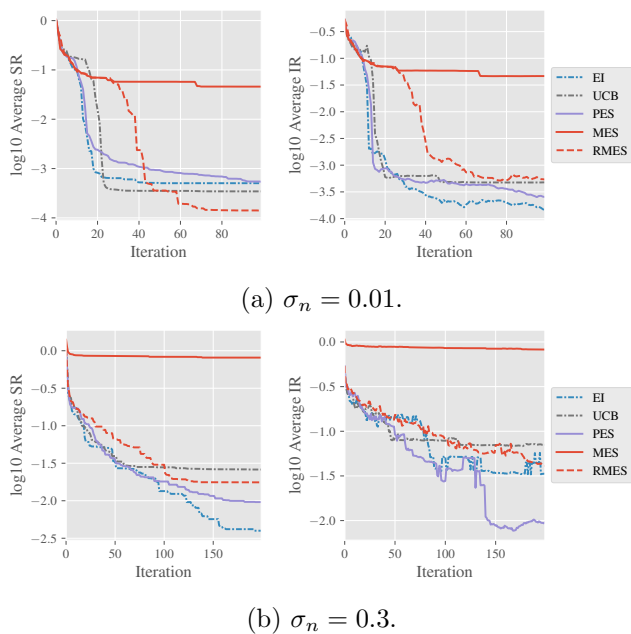 0
−1
−2
−3
−4
log10 Average SR
0 20 40 60 80
Iteration
−0.5
−1.0
−1.5
−2.0
−2.5
−3.0
−3.5
−4.0
log10 Average IR
0 20 40 60 80
Iteration
EI
UCB
PES
MES
RMES
(a) σn = 0.01.
0.0
−0.5
−1.0
−1.5
−2.0
−2.5
log10 Average SR
0 50 100 150
Iteration
0.0
−0.5
−1.0
−1.5
−2.0
log10 Average IR
0 50 100 150
Iteration
EI
UCB
PES
MES
RMES
(b) σn = 0.3.